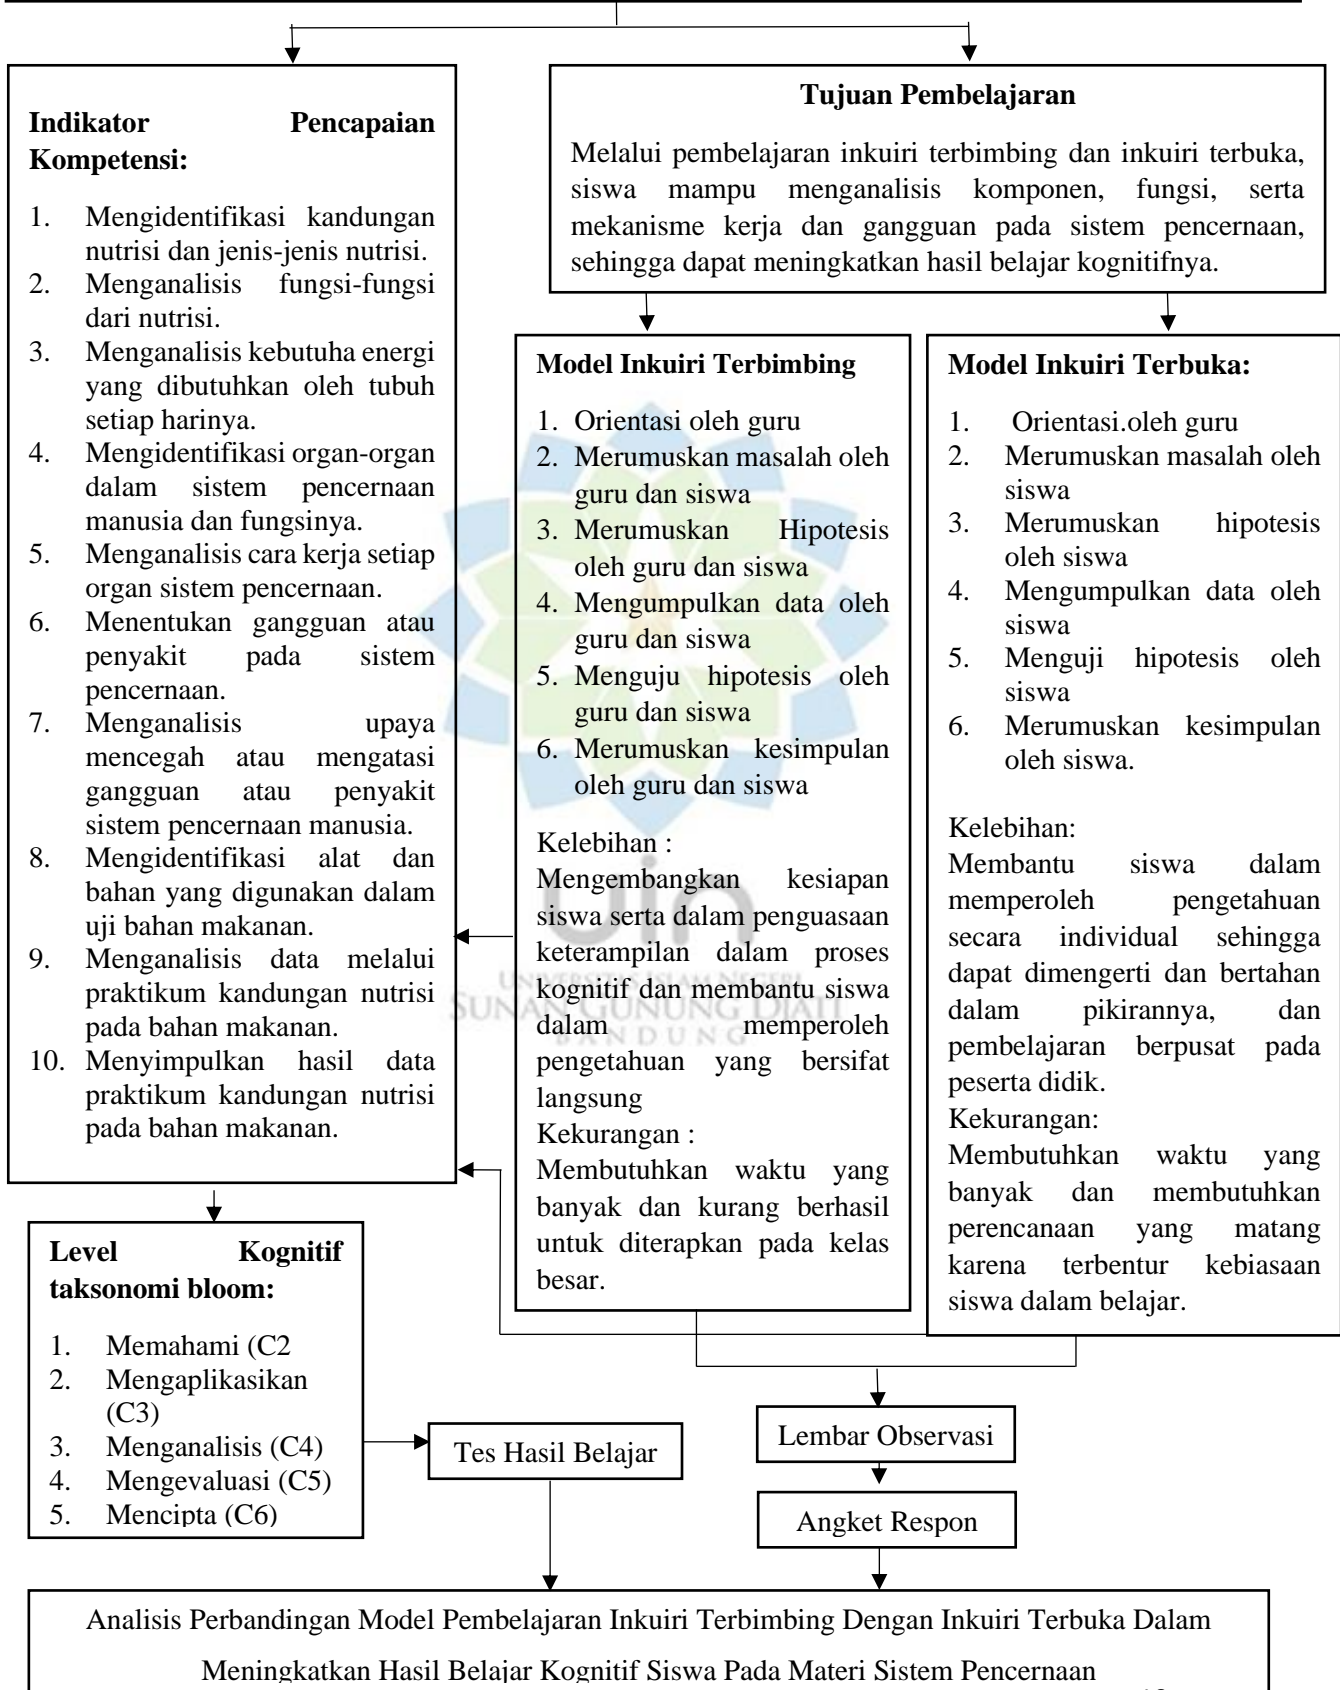 Indikator Pencapaian
Kompetensi:
1. Mengidentifikasi kandungan
nutrisi dan jenis-jenis nutrisi.
2. Menganalisis fungsi-fungsi
dari nutrisi.
3. Menganalisis kebutuha energi
yang dibutuhkan oleh tubuh
setiap harinya.
4. Mengidentifikasi organ-organ
dalam sistem pencernaan
manusia dan fungsinya.
5. Menganalisis cara kerja setiap
organ sistem pencernaan.
6. Menentukan gangguan atau
penyakit pada sistem
pencernaan.
7. Menganalisis upaya
mencegah atau mengatasi
gangguan atau penyakit
sistem pencernaan manusia.
8. Mengidentifikasi alat dan
bahan yang digunakan dalam
uji bahan makanan.
9. Menganalisis data melalui
praktikum kandungan nutrisi
pada bahan makanan.
10. Menyimpulkan hasil data
praktikum kandungan nutrisi
pada bahan makanan.
Tujuan Pembelajaran
Melalui pembelajaran inkuiri terbimbing dan inkuiri terbuka,
siswa mampu menganalisis komponen, fungsi, serta
mekanisme kerja dan gangguan pada sistem pencernaan,
sehingga dapat meningkatkan hasil belajar kognitifnya.
Model Inkuiri Terbimbing
1. Orientasi oleh guru
2. Merumuskan masalah oleh
guru dan siswa
3. Merumuskan Hipotesis
oleh guru dan siswa
4. Mengumpulkan data oleh
guru dan siswa
5. Menguju hipotesis oleh
guru dan siswa
6. Merumuskan kesimpulan
oleh guru dan siswa
Kelebihan :
Mengembangkan kesiapan
siswa serta dalam penguasaan
keterampilan dalam proses
kognitif dan membantu siswa
dalam memperoleh
pengetahuan yang bersifat
langsung
Kekurangan :
Membutuhkan waktu yang
banyak dan kurang berhasil
untuk diterapkan pada kelas
besar.
Model Inkuiri Terbuka:
1. Orientasi.oleh guru
2. Merumuskan masalah oleh
siswa
3. Merumuskan hipotesis
oleh siswa
4. Mengumpulkan data oleh
siswa
5. Menguji hipotesis oleh
siswa
6. Merumuskan kesimpulan
oleh siswa.
Kelebihan:
Membantu siswa dalam
memperoleh pengetahuan
secara individual sehingga
dapat dimengerti dan bertahan
dalam pikirannya, dan
pembelajaran berpusat pada
peserta didik.
Kekurangan:
Membutuhkan waktu yang
banyak dan membutuhkan
perencanaan yang matang
karena terbentur kebiasaan
siswa dalam belajar.
uin
UNIVERSITAS ISLAM NEGERI
SUNAN GUNUNG DJATI
BANDUNG
Level Kognitif
taksonomi bloom:
1. Memahami (C2
2. Mengaplikasikan
(C3)
3. Menganalisis (C4)
4. Mengevaluasi (C5)
5. Mencipta (C6)
Tes Hasil Belajar
Lembar Observasi
Angket Respon
Analisis Perbandingan Model Pembelajaran Inkuiri Terbimbing Dengan Inkuiri Terbuka Dalam
Meningkatkan Hasil Belajar Kognitif Siswa Pada Materi Sistem Pencernaan